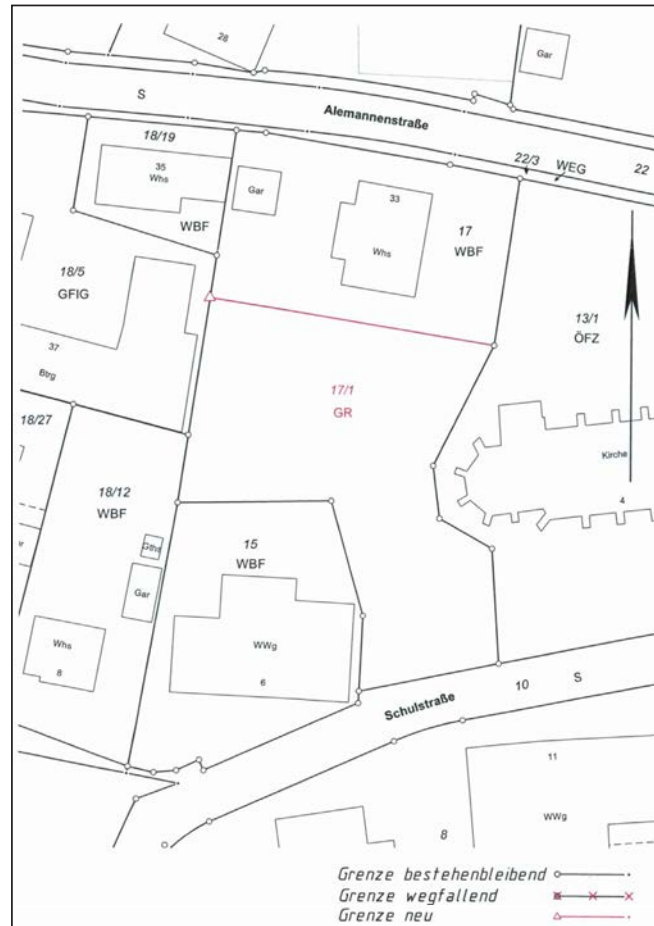 28
Gar
S
Alemannenstraße
18/19
22/3
WEG
22
35
Whs
Gar
33
17
WBF
WBF
Whs
18/5
GFIG
13/1
ÖFZ
37
Btrg
17/1
GR
18/27
Kirche
18/12
WBF
4
15
WBF
Gths
Gar
Whs
8
WWg
6
Schulstraße
10
S
11
WWg
8
Grenze bestehenbleibend
Grenze wegfallend
Grenze neu